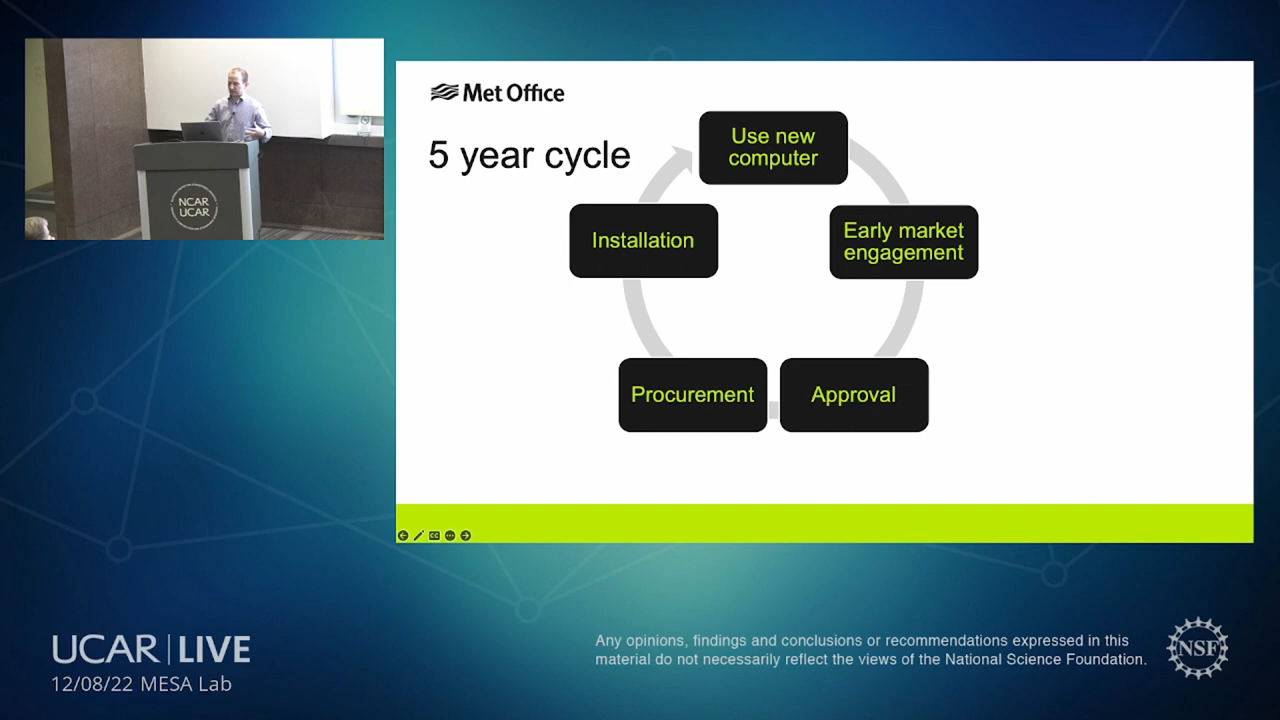 NCAR
UCAR
Met Office
5 year cycle
Use new
computer
Early market
engagement
Approval
Procurement
Installation
UCAR | LIVE
12/08/22 MESA Lab
Any opinions, findings and conclusions or recommendations expressed in this
material do not necessarily reflect the views of the National Science Foundation.
NSF